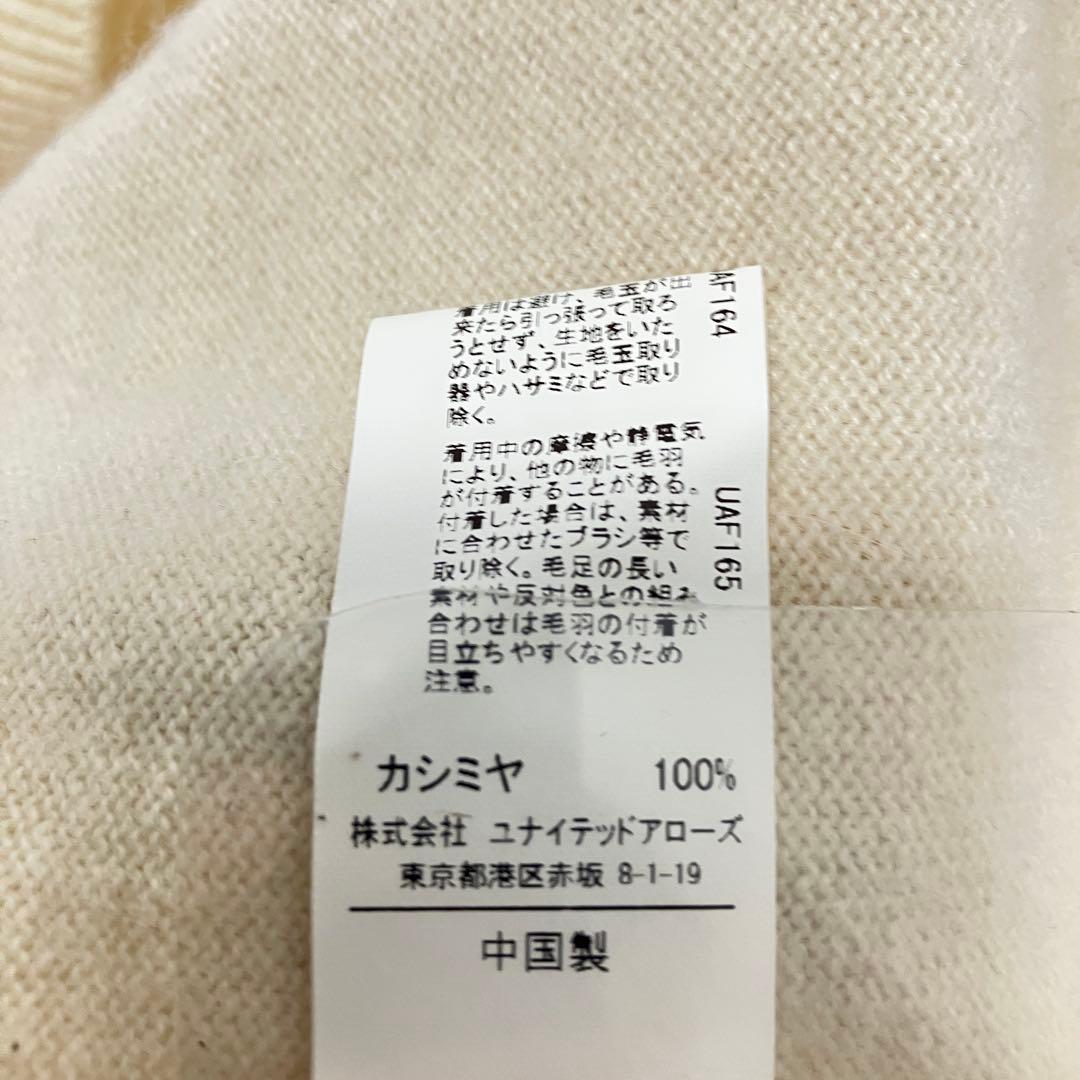 着用は避け、毛玉が出
来たら引っ張って取ろ
うとせず、生地をいた
めないように毛玉取り
器やハサミなどで取り
除く。
AF164
着用中の摩擦や静電気
により、他の物に毛羽
が付着することがある。
付着した場合は、素材
に合わせたブラシ等で
取り除く。毛足の長い
素材や反対色との組み
合わせは毛羽の付着が
目立ちやすくなるため
注意。
UAF165
カシミヤ 100%
株式会社 ユナイテッドアローズ
東京都港区赤坂 8-1-19
中国製